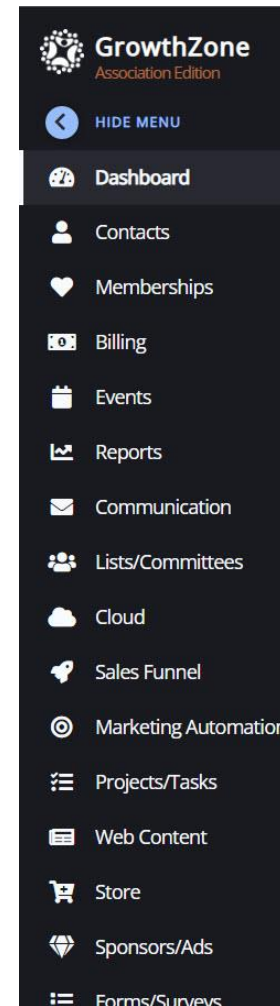 GrowthZone
Association Edition
HIDE MENU
Dashboard
Contacts
Memberships
Billing
Events
Reports
Communication
Lists/Committees
Cloud
Sales Funnel
Marketing Automation
Projects/Tasks
Web Content
Store
Sponsors/Ads
Forms/Surveys